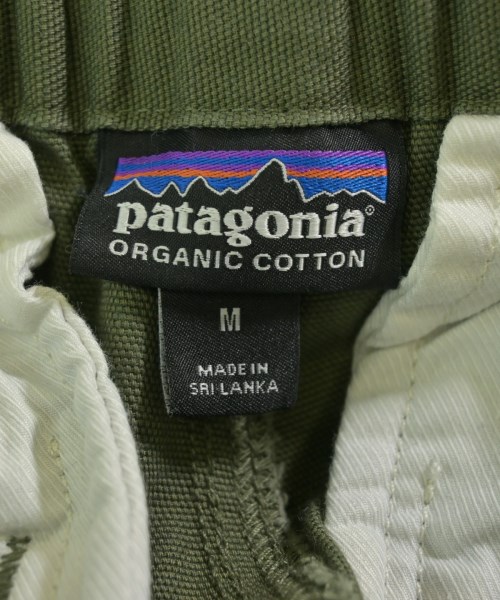 patagonia®
ORGANIC COTTON
M
MADE IN
SRI LANKA